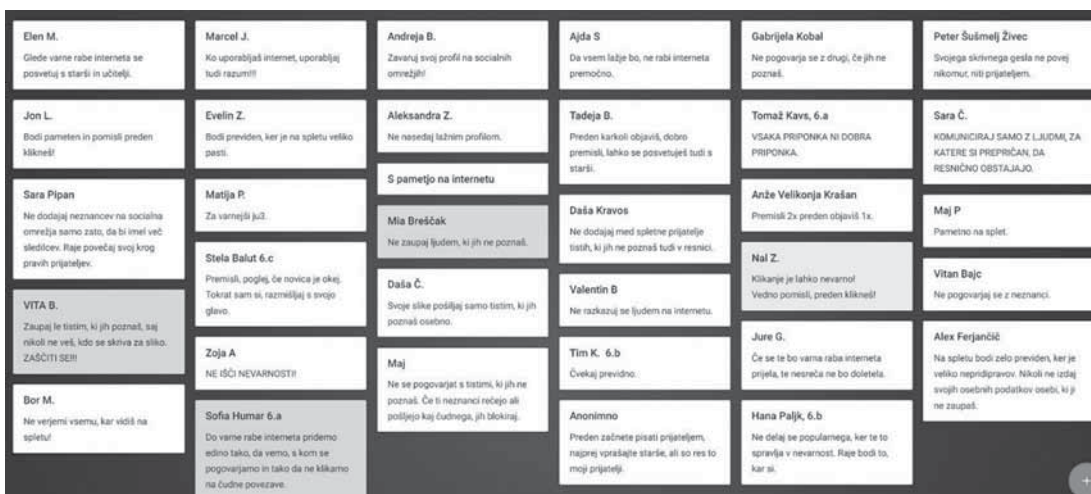 Elen M.
Glede varne rabe interneta se
posvetuj s starši in učitelji.
Jon L.
Bodi pameten in pomisli preden
klikneš!
Sara Pipan
Ne dodajaj neznancev na socialna
omrežja samo zato, da bi imel več
sledilcev. Raje povečaj svoj krog
pravih prijateljev.
VITA B.
Zaupaj le tistim, ki jih poznaš, saj
nikoli ne veš, kdo se skriva za sliko.
ZAŠČITI SE!!!
Bor M.
Ne verjemi vsemu, kar vidiš na
spletu!
Marcel J.
Ko uporabljaš internet, uporabljaj
tudi razum!!!
Evelin Z.
Bodi previden, ker je na spletu veliko
pasti.
Matija P.
Za varnejši ju3.
Stela Balut 6.c
Premisli, poglej, če novica je okej.
Tokrat sam si, razmišljaj s svojo
glavo.
Zoja A
NE IŠČI NEVARNOSTI!
Sofia Humar 6.a
Do varne rabe interneta pridemo
edino tako, da vemo, s kom se
pogovarjamo in tako da ne klikamo
na čudne povezave.
Andreja B.
Zavaruj svoj profil na socialnih
omrežjih!
Aleksandra Z.
Ne nasedaj lažnim profilom.
S pametjo na internetu
Mia Breščak
Ne zaupaj ljudem, ki jih ne poznaš.
Daša Č.
Svoje slike pošiljaj samo tistim, ki jih
poznaš osebno.
Maj
Ne se pogovarjat s tistimi, ki jih ne
poznaš. Če ti neznanci rečejo ali
pošljejo kaj čudnega, jih blokiraj.
Ajda S
Da vsem lažje bo, ne rabi interneta
premočno.
Tadeja B.
Preden karkoli objaviš, dobro
premisli, lahko se posvetuješ tudi s
starši.
Daša Kravos
Ne dodajaj med spletne prijatelje
tistih, ki jih ne poznaš tudi v resnici.
Valentin B
Ne razkazuj se ljudem na internetu.
Tim K. 6.b
Čvekaj previdno.
Anonimno
Preden začnete pisati prijateljem,
najprej vprašajte starše, ali so res to
moji prijatelji.
Gabrijela Kobal
Ne pogovarja se z drugi, če jih ne
poznaš.
Tomaž Kavs, 6.a
VSAKA PRIPONKA NI DOBRA
PRIPONKA.
Anže Velikonja Krašan
Premisli 2x preden objaviš 1x.
Nal Z.
Klikanje je lahko nevarno!
Vedno pomisli, preden klikneš!
Jure G.
Če se te bo varna raba interneta
prijela, te nesreča ne bo doletela.
Hana Paljk, 6.b
Ne delaj se popularnega, ker te to
spravlja v nevarnost. Raje bodi to,
kar si.
Peter Šušmelj Živec
Svojega skrivnega gesla ne povej
nikomur, niti prijateljem.
Sara Č.
KOMUNICIRAJ SAMO Z LJUDMI, ZA
KATERE SI PREPRIČAN, DA
RESNIČNO OBSTAJAJO.
Maj P
Pametno na splet.
Vitan Bajc
Ne pogovarjaj se z neznanci.
Alex Ferjančič
Na spletu bodi zelo previden, ker je
veliko nepridipravov. Nikoli ne izdaj
svojih osebnih podatkov osebi, ki ji
ne zaupaš.